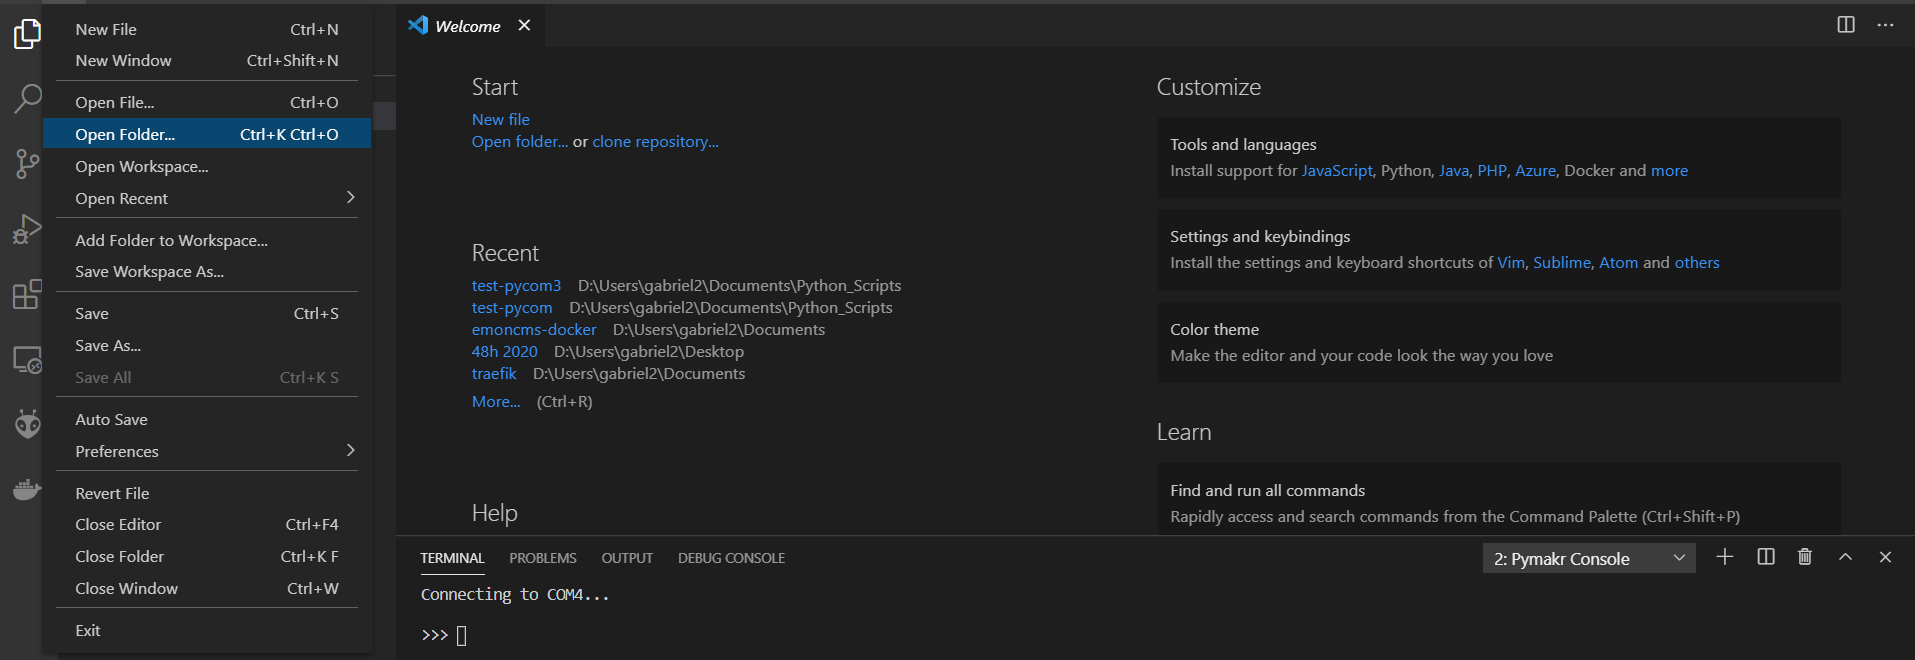 New File Ctrl+N
New Window Ctrl+Shift+N
Open File... Ctrl+O
Open Folder... Ctrl+K Ctrl+O
Open Workspace...
Open Recent
Add Folder to Workspace...
Save Workspace As...
Save Ctrl+S
Save As...
Save All Ctrl+K S
Auto Save
Preferences
Revert File
Close Editor Ctrl+F4
Close Folder Ctrl+K F
Close Window Ctrl+W
Exit
Welcome
Start
New file
Open folder... or clone repository...
Recent
test-pycom3 D:\Users\gabriel2\Documents\Python_Scripts
test-pycom D:\Users\gabriel2\Documents\Python_Scripts
emoncms-docker D:\Users\gabriel2\Documents
48h 2020 D:\Users\gabriel2\Desktop
traefik D:\Users\gabriel2\Documents
More... (Ctrl+R)
Help
Customize
Tools and languages
Install support for JavaScript, Python, Java, PHP, Azure, Docker and more
Settings and keybindings
Install the settings and keyboard shortcuts of Vim, Sublime, Atom and others
Color theme
Make the editor and your code look the way you love
Learn
Find and run all commands
Rapidly access and search commands from the Command Palette (Ctrl+Shift+P)
TERMINAL PROBLEMS OUTPUT DEBUG CONSOLE 2: Pymakr Console
Connecting to COM4...
>>>